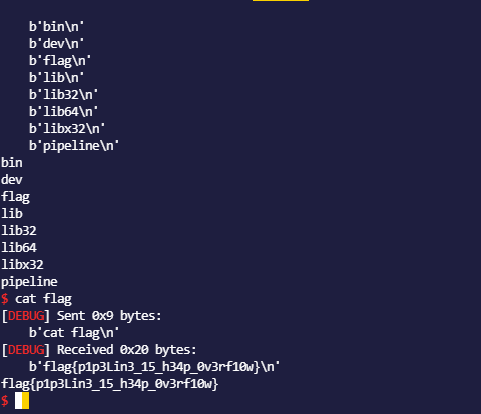 b'bin\n'
b'dev\n'
b'flag\n'
b'lib\n'
b'lib32\n'
b'lib64\n'
b'libx32\n'
b'pipeline\n'
bin
dev
flag
lib
lib32
lib64
libx32
pipeline
$ cat flag
[DEBUG] Sent 0x9 bytes:
b'cat flag\n'
[DEBUG] Received 0x20 bytes:
b'flag{p1p3Lin3_15_h34p_0v3rf10w}\n'
flag{p1p3Lin3_15_h34p_0v3rf10w}
$